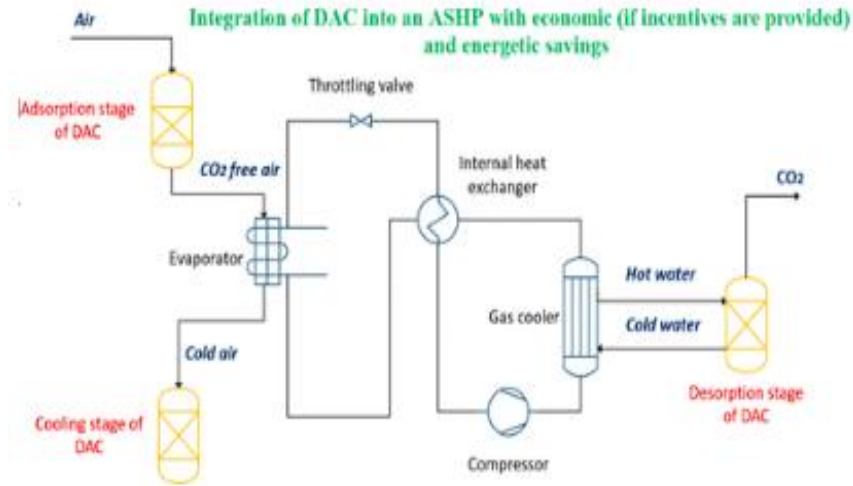 Integration of DAC into an ASHP with economic (if incentives are provided)
and energetic savings
Air
Throttling valve
Adsorption stage
of DAC
CO2 free air
Internal heat
exchanger
CO2
Evaporator
Hot water
Gas cooler
Cold water
Cold air
Cooling stage of
DAC
Desorption stage
of DAC
Compressor